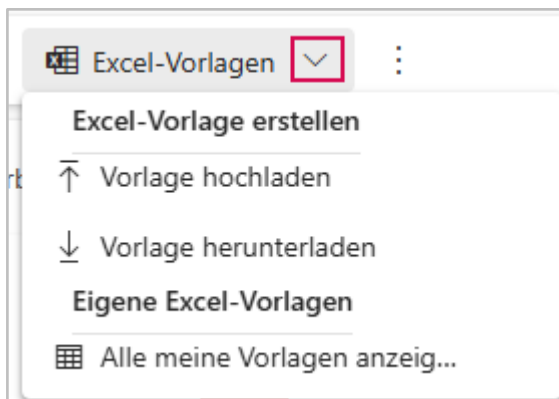 Excel-Vorlagen
Excel-Vorlage erstellen
Vorlage hochladen
Vorlage herunterladen
Eigene Excel-Vorlagen
Alle meine Vorlagen anzeig...